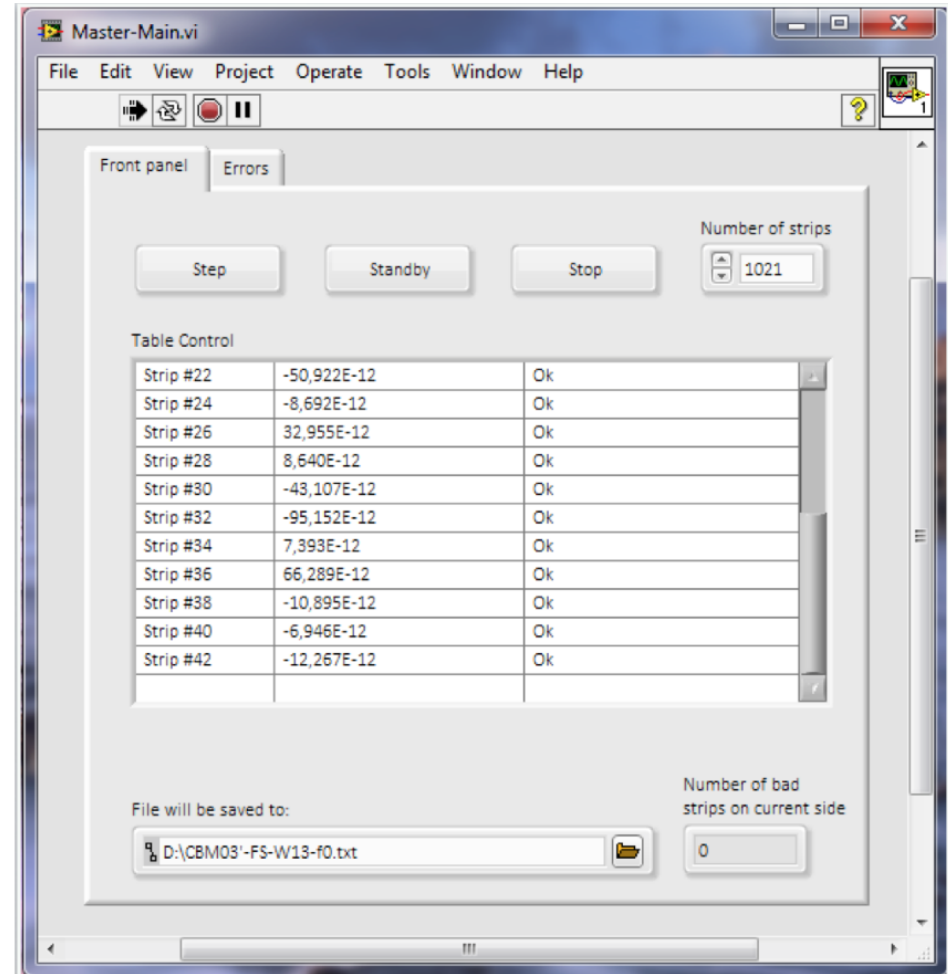 Master-Main.vi
File Edit View Project Operate Tools Window Help
1
Front panel Errors
Number of strips
Step Standby Stop 1021
Table Control
Strip #22 -50,922E-12 Ok
Strip #24 -8,692E-12 Ok
Strip #26 32,955E-12 Ok
Strip #28 8,640E-12 Ok
Strip #30 -43,107E-12 Ok
Strip #32 -95,152E-12 Ok
Strip #34 7,393E-12 Ok
Strip #36 66,289E-12 Ok
Strip #38 -10,895E-12 Ok
Strip #40 -6,946E-12 Ok
Strip #42 -12,267E-12 Ok
Number of bad
strips on current side
File will be saved to:
D:\CBM03'-FS-W13-f0.txt 0